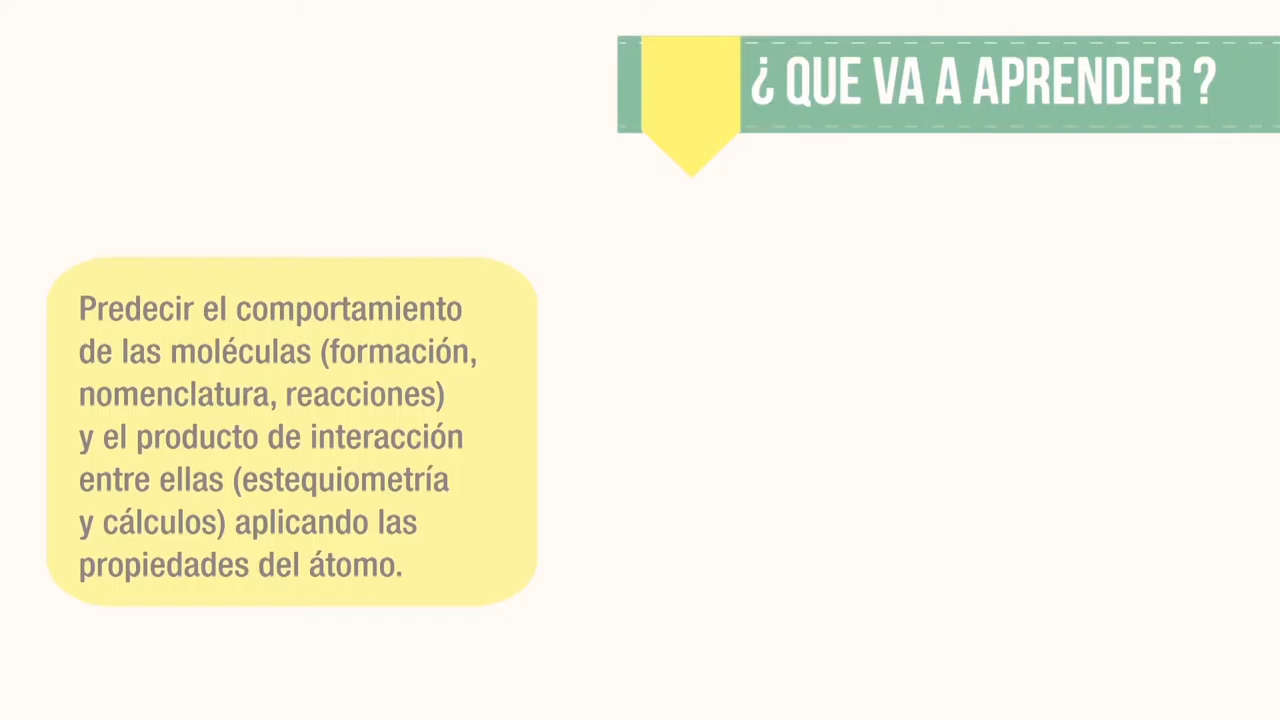 ¿ QUE VA A APRENDER ?
Predecir el comportamiento
de las moléculas (formación,
nomenclatura, reacciones)
y el producto de interacción
entre ellas (estequiometría
y cálculos) aplicando las
propiedades del átomo.